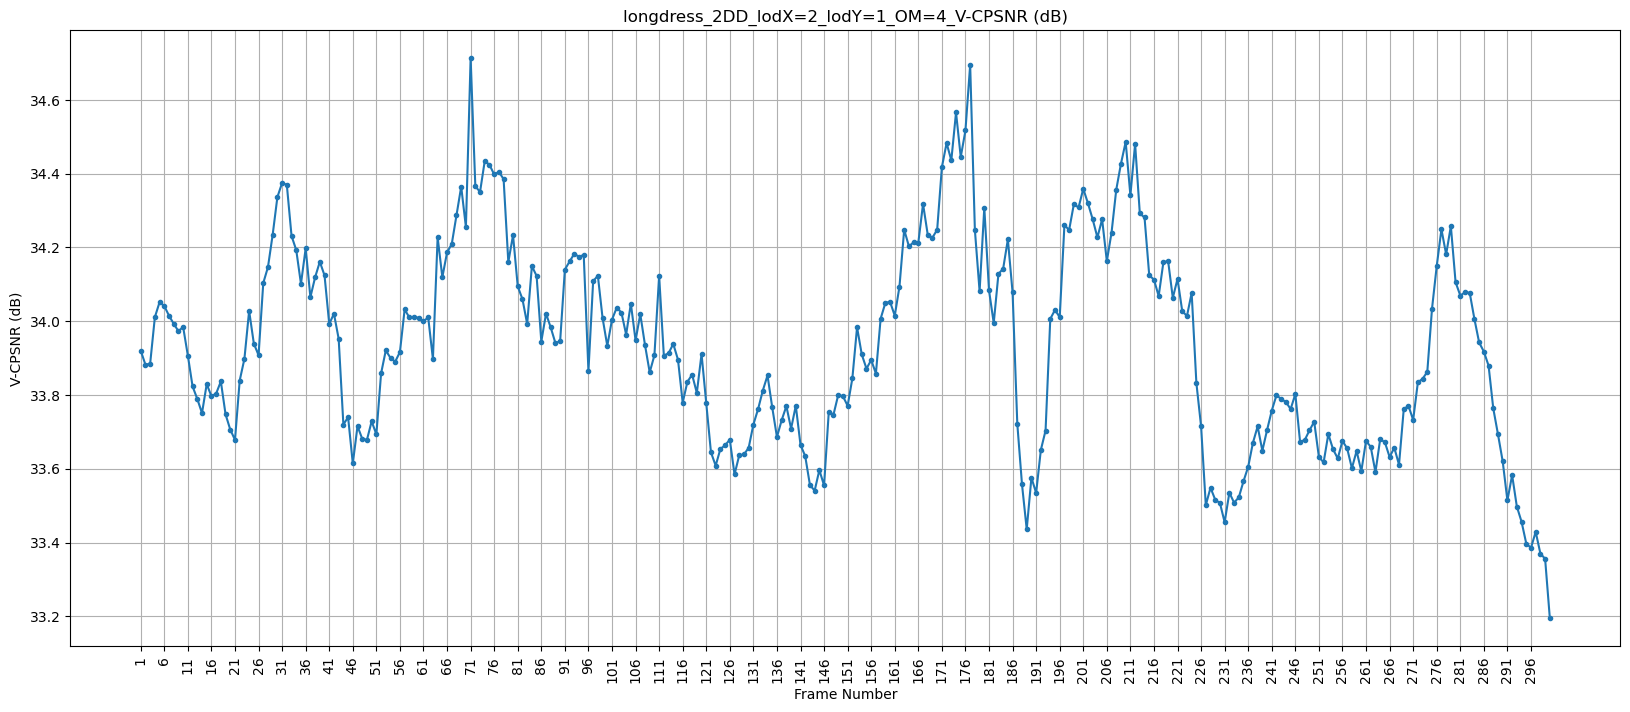 longdress_2DD_lodX=2_lodY=1_OM=4_V-CPSNR (dB)
V-CPSNR (dB)
34.6
34.4
34.2
34.0
33.8
33.6
33.4
33.2
1 6 11 16 21 26 31 36 41 46 51 56 61 66 71 76 81 86 91 96 101 106 111 116 121 126 131 136 141 146 151 156 161 166 171 176 181 186 191 196 201 206 211 216 221 226 231 236 241 246 251 256 261 266 271 276 281 286 291 296
Frame Number